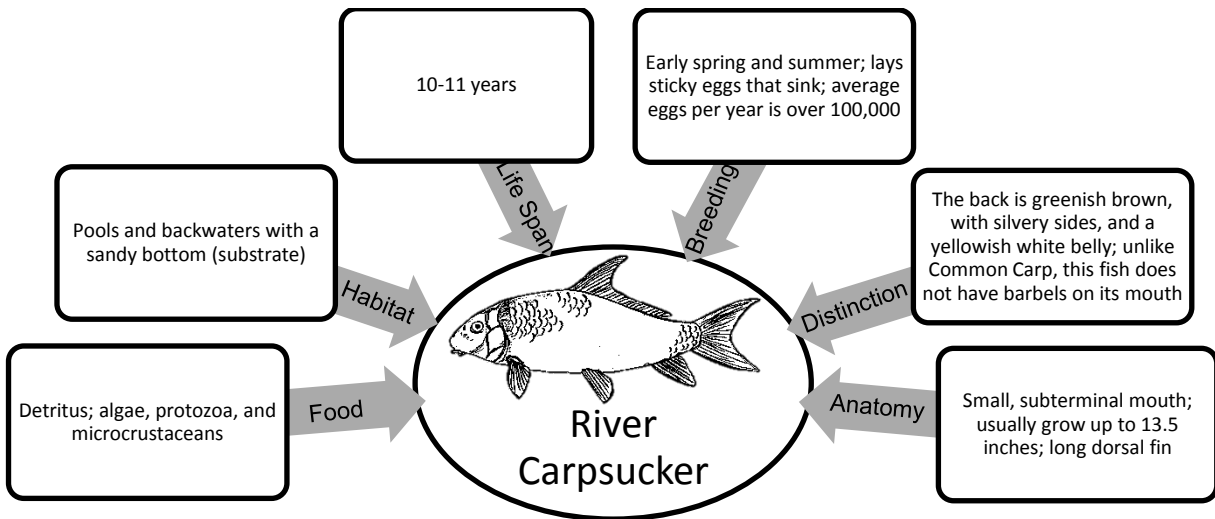 10-11 years
Early spring and summer; lays
sticky eggs that sink; average
eggs per year is over 100,000
Life Span
Breeding
Pools and backwaters with a
sandy bottom (substrate)
The back is greenish brown,
with silvery sides, and a
yellowish white belly; unlike
Common Carp, this fish does
not have barbels on its mouth
Habitat
Distinction
Detritus; algae, protozoa, and
microcrustaceans
Food
Anatomy
Small, subterminal mouth;
usually grow up to 13.5
inches; long dorsal fin
River
Carpsucker